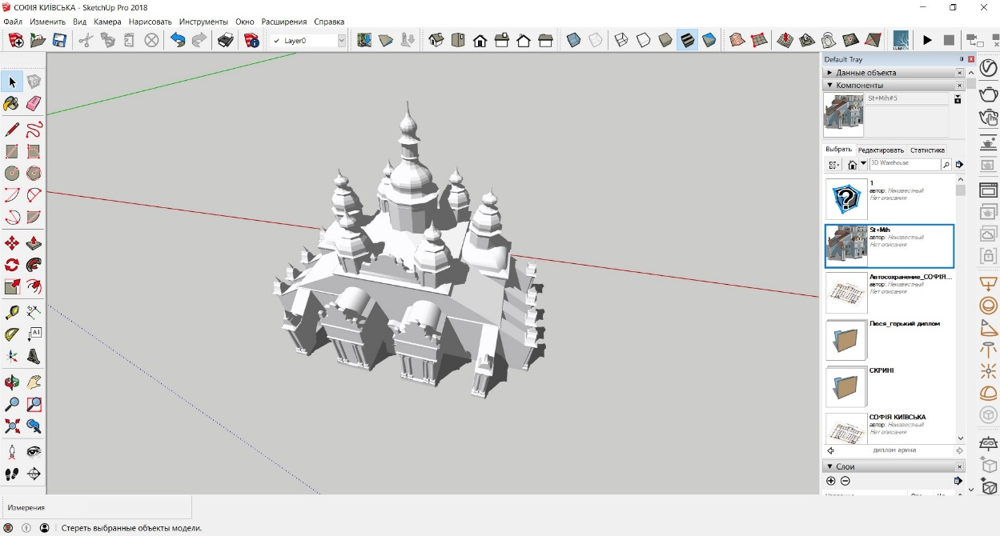 СОФІЯ КИЇВСЬКА - SketchUp Pro 2018
Файл Изменить Вид Камера Нарисовать Инструменты Окно Расширения Справка
Layer0
LUMION
Default Tray
Данные объекта
Компоненты
St+Mih#5
Выбрать Редактировать Статистика
3D Warehouse
1
автор: Неизвестный
Нет описания
St+Mih
автор: Неизвестный
Нет описания
Автосохранение_СОФІЯ...
автор: Неизвестный
Нет описания
Люся_горький диплом
СКРИНІ
СОФІЯ КИЇВСЬКА
автор: Неизвестный
Нет описания
диплом арина
Слои
A1
Измерения
Стереть выбранные объекты модели.